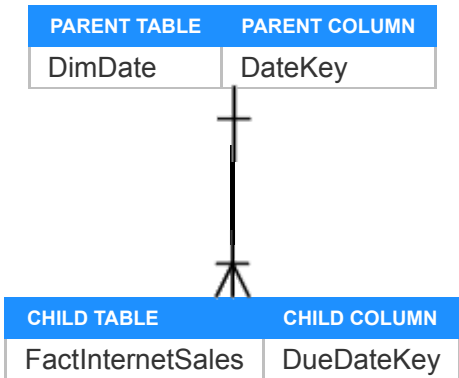 PARENT TABLE PARENT COLUMN
DimDate DateKey
CHILD TABLE CHILD COLUMN
FactInternetSales DueDateKey